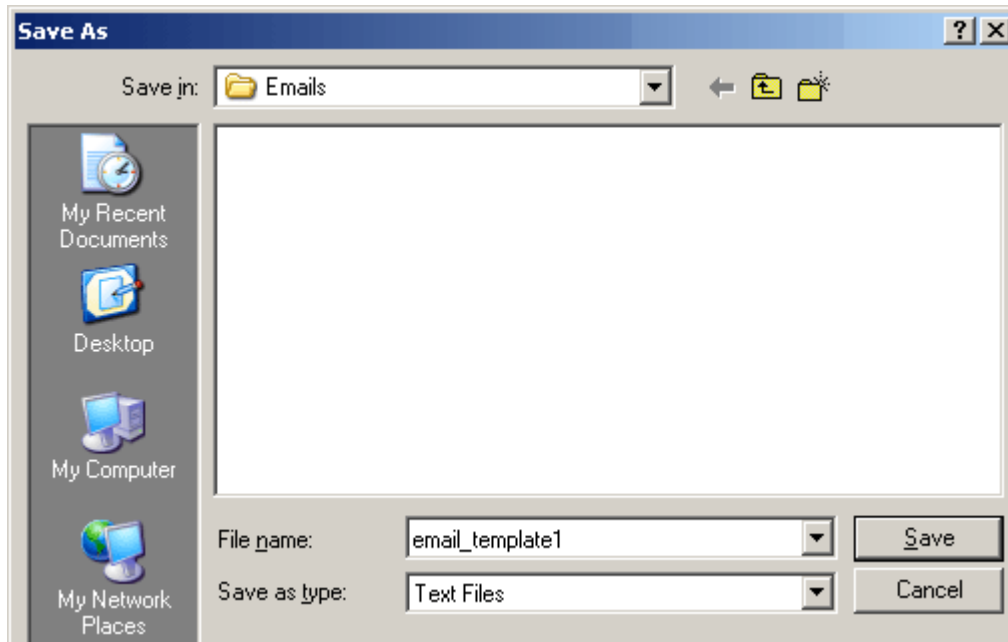 Save As
Save in: Emails
My Recent
Documents
Desktop
My Computer
My Network
Places
File name: email_template1 Save
Save as type: Text Files Cancel